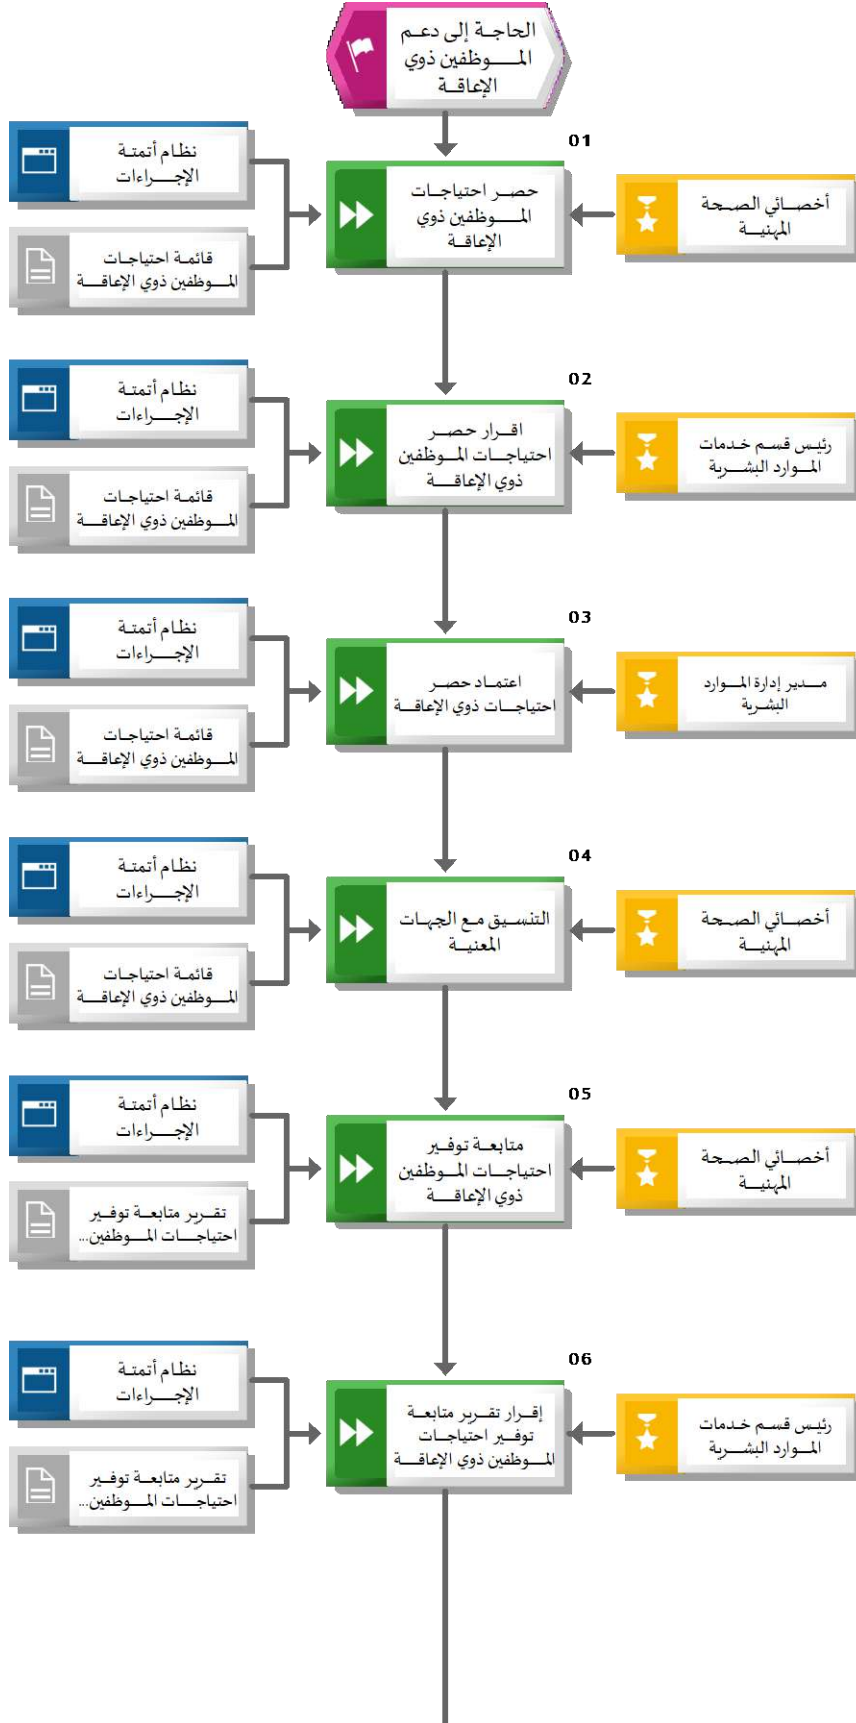 الحاجة إلى دعم
الموظفين ذوي
الإعاقة
01
أخصائي الصحة
المهنية
حصر احتياجات
الموظفين ذوي
الإعاقة
نظام أتمتة
الإجراءات
قائمة احتياجات
الموظفين ذوي الإعاقة
02
رئيس قسم خدمات
الموارد البشرية
اقرار حصر
احتياجات الموظفين
ذوي الإعاقة
نظام أتمتة
الإجراءات
قائمة احتياجات
الموظفين ذوي الإعاقة
03
مدير إدارة الموارد
البشرية
اعتماد حصر
احتياجات ذوي الإعاقة
نظام أتمتة
الإجراءات
قائمة احتياجات
الموظفين ذوي الإعاقة
04
أخصائي الصحة
المهنية
التنسيق مع الجهات
المعنية
نظام أتمتة
الإجراءات
قائمة احتياجات
الموظفين ذوي الإعاقة
05
أخصائي الصحة
المهنية
متابعة توفير
احتياجات الموظفين
ذوي الإعاقة
نظام أتمتة
الإجراءات
تقرير متابعة توفير
احتياجات الموظفين...
06
رئيس قسم خدمات
الموارد البشرية
إقرار تقرير متابعة
توفير احتياجات
الموظفين ذوي الإعاقة
نظام أتمتة
الإجراءات
تقرير متابعة توفير
احتياجات الموظفين...